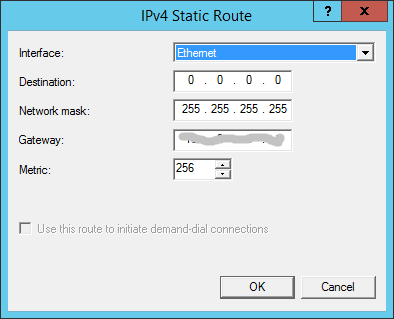 IPv4 Static Route
? x
Interface: Ethernet
Destination: 0 . 0 . 0 . 0
Network mask: 255 . 255 . 255 . 255
Gateway:
Metric: 256
Use this route to initiate demand-dial connections
OK Cancel